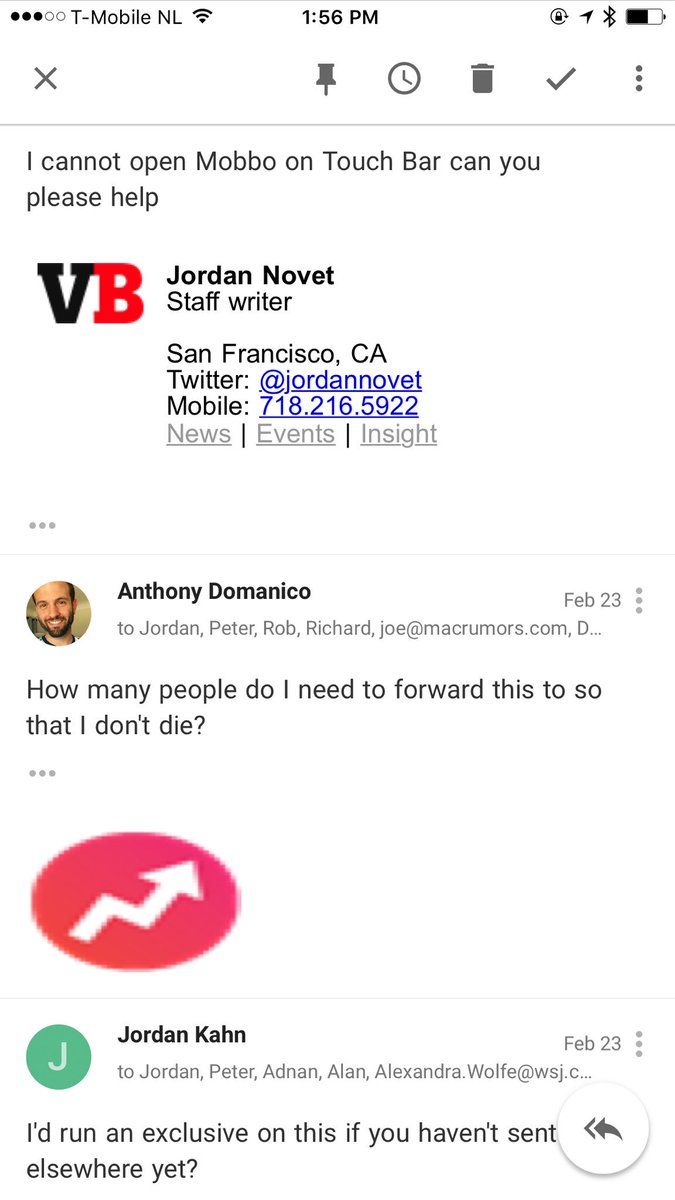 T-Mobile NL 1:56 PM
I cannot open Mobbo on Touch Bar can you
please help
VB
Jordan Novet
Staff writer
San Francisco, CA
Twitter: @jordannovet
Mobile: 718.216.5922
News | Events | Insight
Anthony Domanico
Feb 23
to Jordan, Peter, Rob, Richard, joe@macrumors.com, D...
How many people do I need to forward this to so
that I don't die?
J
Jordan Kahn
Feb 23
to Jordan, Peter, Adnan, Alan, Alexandra.Wolfe@wsj.c...
I'd run an exclusive on this if you haven't sent
elsewhere yet?